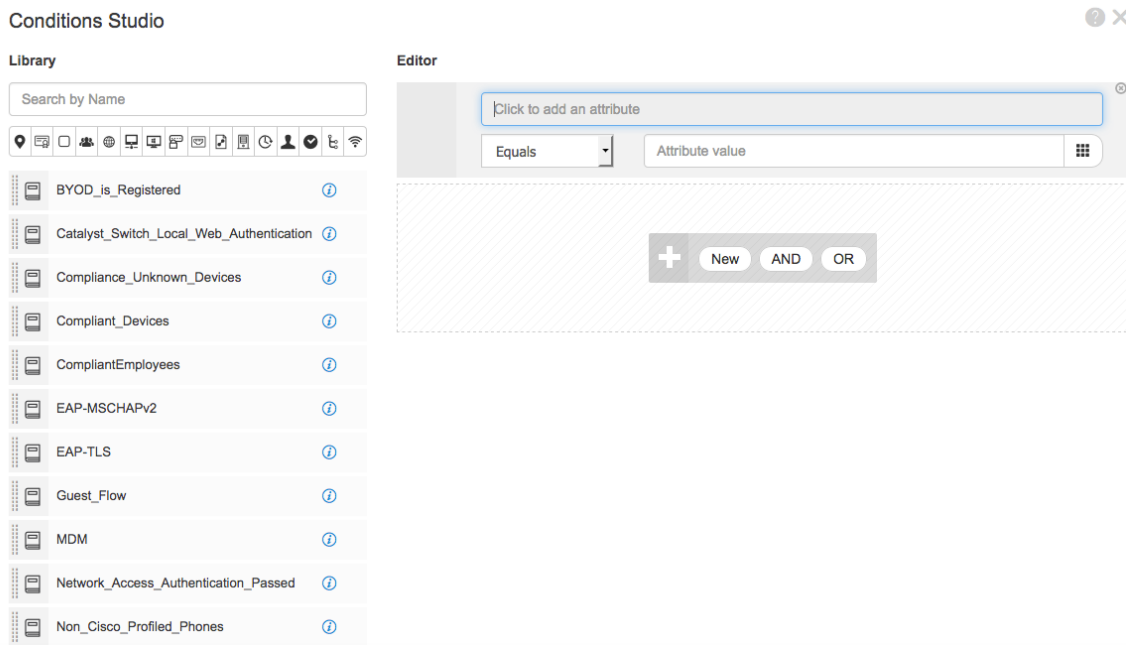 Conditions Studio
Library
Search by Name
BYOD_is_Registered
Catalyst_Switch_Local_Web_Authentication
Compliance_Unknown_Devices
Compliant_Devices
CompliantEmployees
EAP-MSCHAPv2
EAP-TLS
Guest_Flow
MDM
Network_Access_Authentication_Passed
Non_Cisco_Profiled_Phones
Editor
Click to add an attribute
Equals
Attribute value
New AND OR